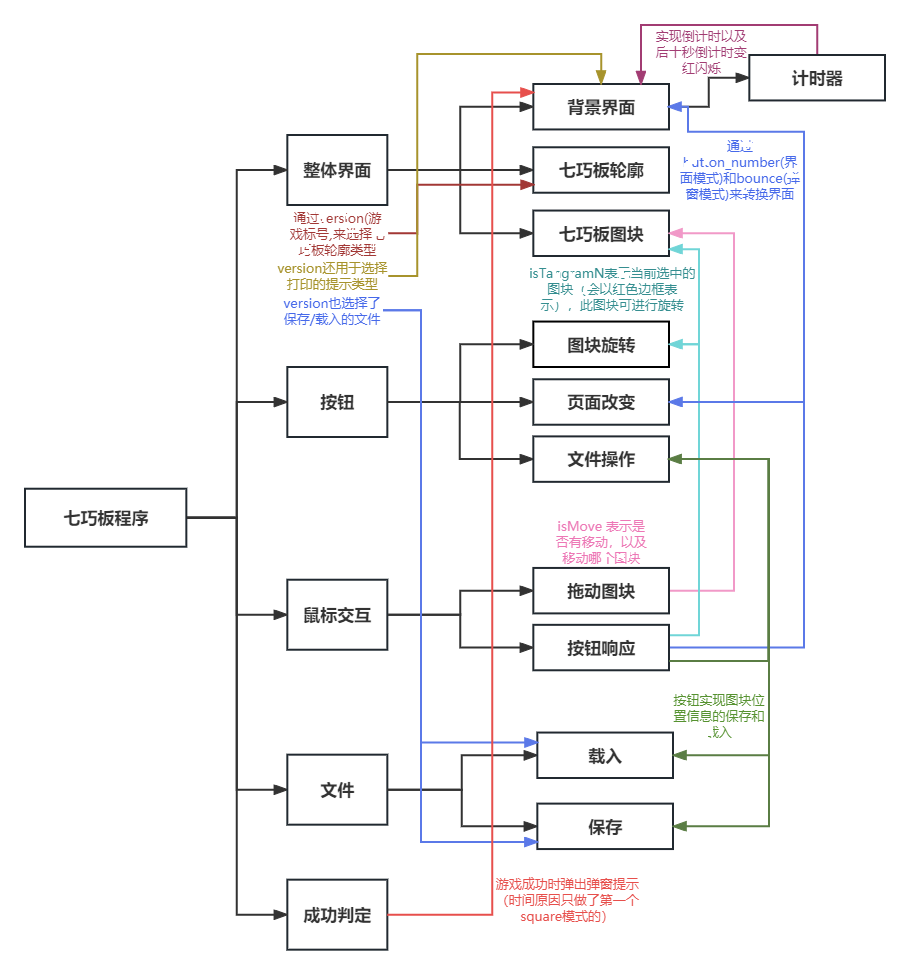 实现倒计时以及
后十秒倒计时变
红闪烁
计时器
背景界面
通过
button_number(界
面模式)和bounce(弹
窗模式)来转换界面
整体界面
七巧板轮廓
通过version(游
戏标号,来选择七
巧板轮廓类型
七巧板图块
version还用于选择
打印的提示类型
isTangramN表示当前选中的
图块（会以红色边框表
示），此图块可进行旋转
version也选择了
保存/载入的文件
图块旋转
按钮
页面改变
文件操作
七巧板程序
isMove 表示是
否有移动，以及
移动哪个图块
拖动图块
鼠标交互
按钮响应
按钮实现图块位
置信息的保存和
载入
载入
文件
保存
游戏成功时弹出弹窗提示
（时间原因只做了第一个
square模式的）
成功判定